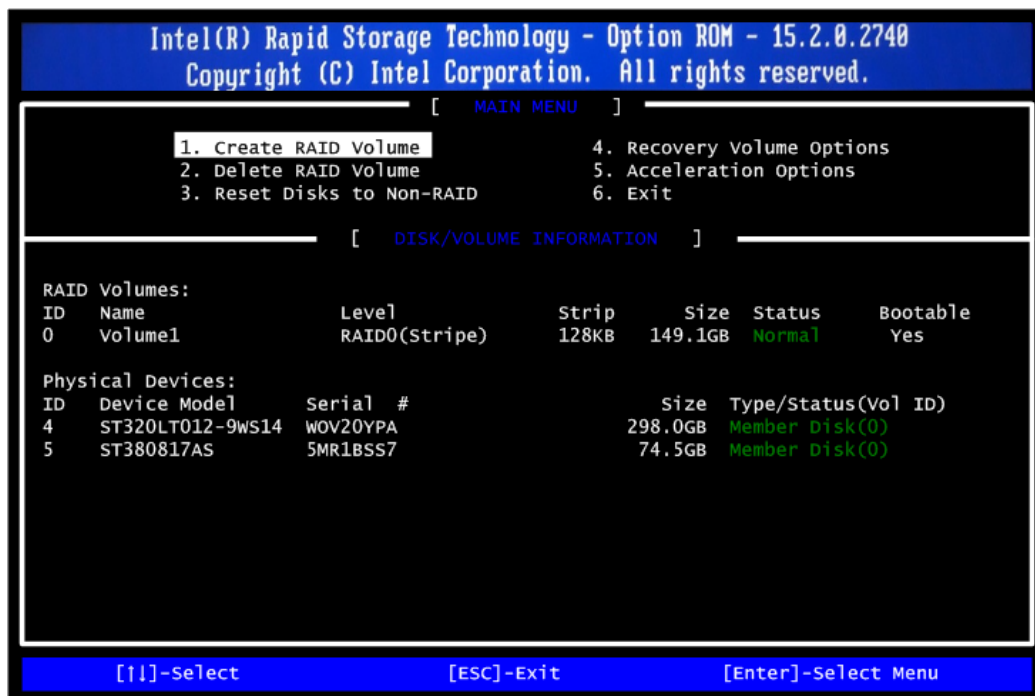 Intel(R) Rapid Storage Technology - Option ROM - 15.2.0.2740
Copyright (C) Intel Corporation. All rights reserved.
[ MAIN MENU ]
1. Create RAID Volume 4. Recovery Volume Options
2. Delete RAID Volume 5. Acceleration Options
3. Reset Disks to Non-RAID 6. Exit
[ DISK/VOLUME INFORMATION ]
RAID Volumes:
ID Name Level Strip Size Status Bootable
0 Volume1 RAID0(Stripe) 128KB 149.1GB Normal Yes
Physical Devices:
ID Device Model Serial # Size Type/Status(Vol ID)
4 ST320LT012-9WS14 WOV20YPA 298.0GB Member Disk(0)
5 ST380817AS 5MR1BSS7 74.5GB Member Disk(0)
[↑↓]-Select [ESC]-Exit [Enter]-Select Menu